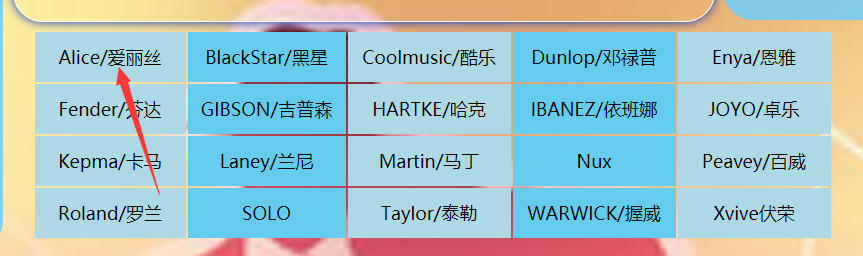 Alice/爱丽丝 BlackStar/黑星 Coolmusic/酷乐 Dunlop/邓禄普 Enya/恩雅
Fender/芬达 GIBSON/吉普森 HARTKE/哈克 IBANEZ/依班娜 JOYO/卓乐
Kepma/卡马 Laney/兰尼 Martin/马丁 Nux Peavey/百威
Roland/罗兰 SOLO Taylor/泰勒 WARWICK/握威 Xvive伏荣